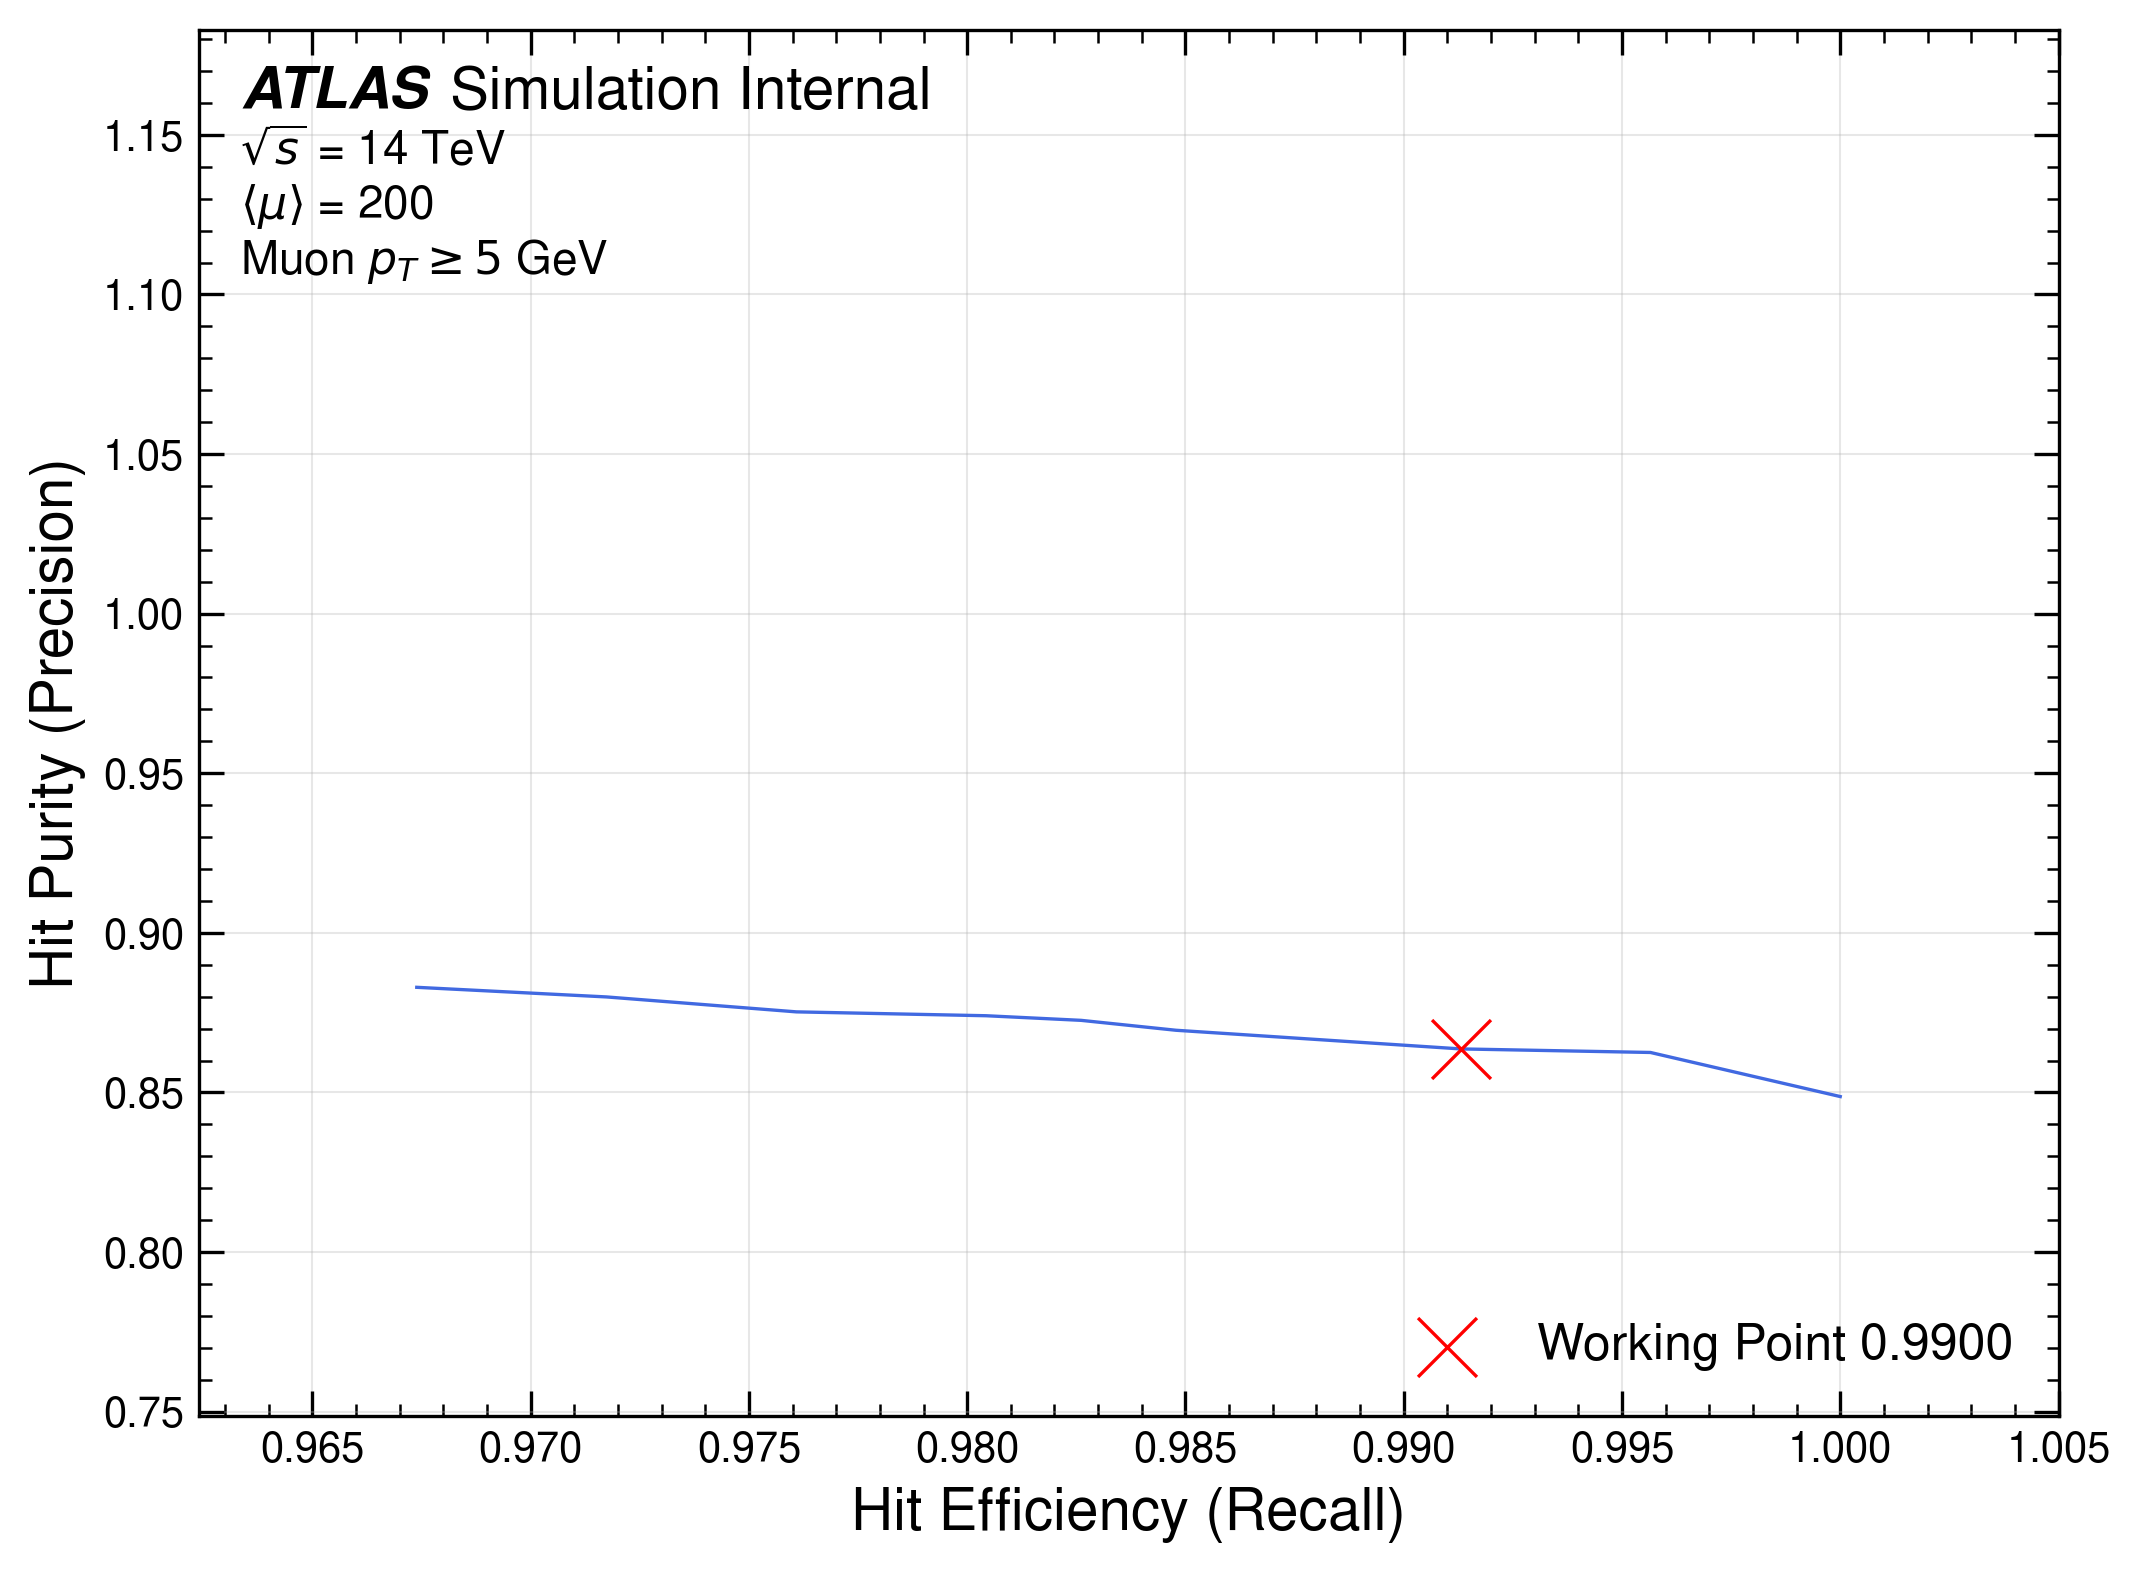 ATLAS Simulation Internal
√s = 14 TeV
⟨μ⟩ = 200
Muon p_T ≥ 5 GeV
1.15
1.10
1.05
1.00
0.95
0.90
0.85
0.80
0.75
Hit Purity (Precision)
Working Point 0.9900
0.965 0.970 0.975 0.980 0.985 0.990 0.995 1.000 1.005
Hit Efficiency (Recall)